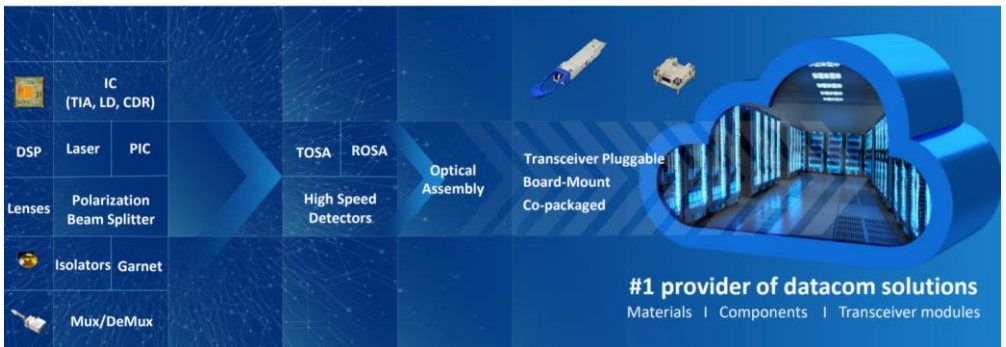 IC
(TIA, LD, CDR)
DSP
Laser
PIC
Lenses
Polarization
Beam Splitter
Isolators
Garnet
Mux/DeMux
TOSA
ROSA
High Speed
Detectors
Optical
Assembly
Transceiver Pluggable
Board-Mount
Co-packaged
#1 provider of datacom solutions
Materials I Components I Transceiver modules